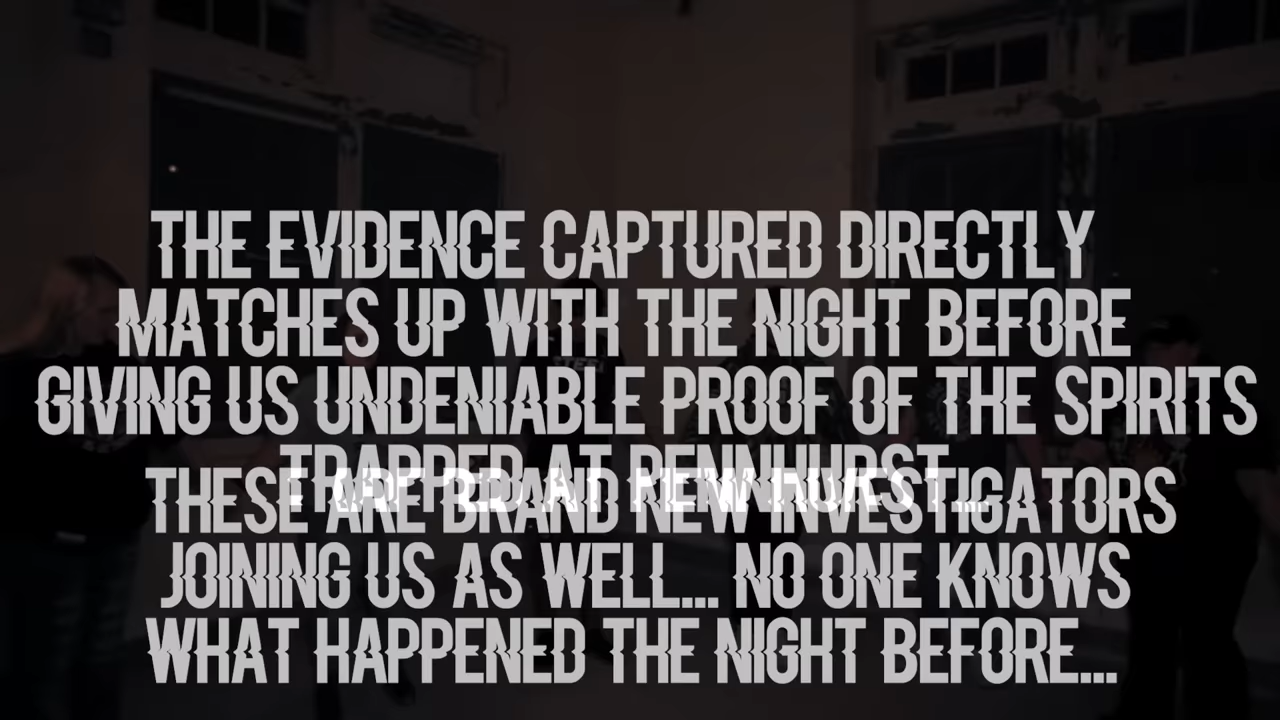 THE EVIDENCE CAPTURED DIRECTLY
MATCHES UP WITH THE NIGHT BEFORE
GIVING US UNDENIABLE PROOF OF THE SPIRITS
TRAPPED AT PENNHURST...
THESE ARE BRAND NEW INVESTIGATORS
JOINING US AS WELL... NO ONE KNOWS
WHAT HAPPENED THE NIGHT BEFORE...